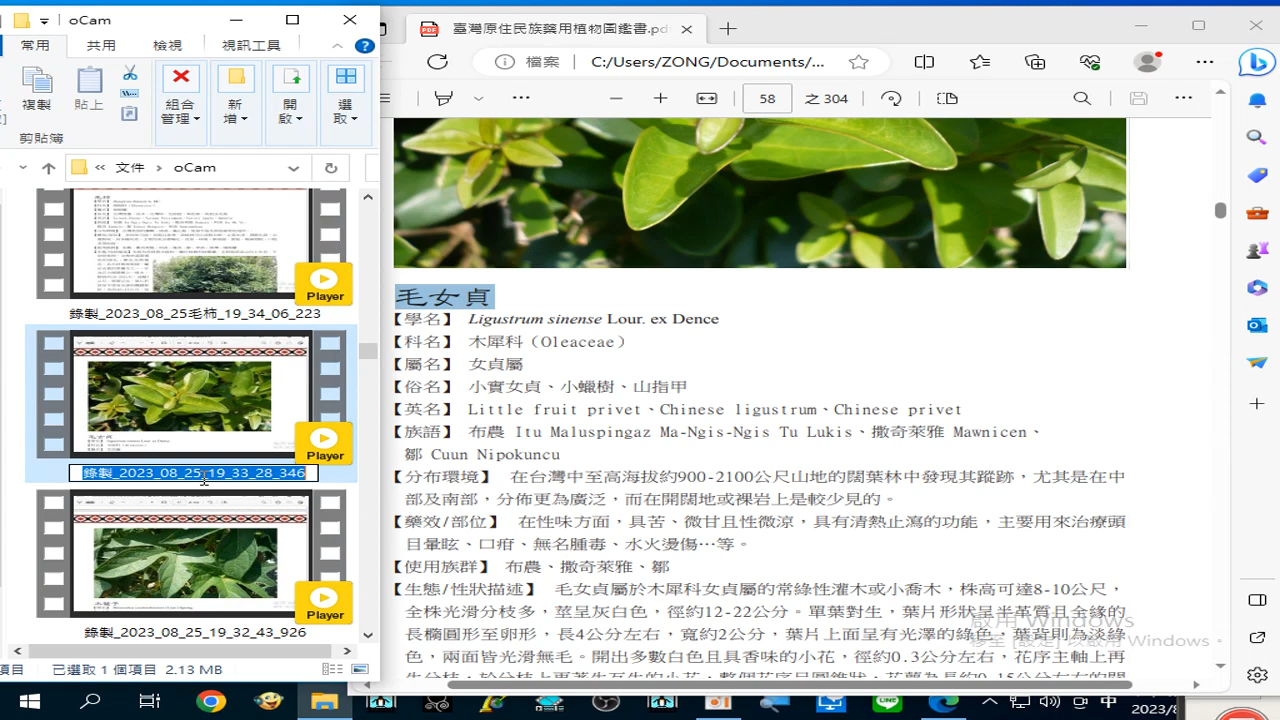 oCam
常用 共用 檢視 視訊工具
複製 貼上 組合管理 新增 開啟 選取
剪貼簿
文件 oCam
Player
錄製_2023_08_25毛柿_19_34_06_223
Player
錄製_2023_08_25_19_33_28_346
Player
錄製_2023_08_25_19_32_43_926
項目 已選取 1 個項目 2.13 MB
臺灣原住民族藥用植物圖鑑書.pd
檔案 C:/Users/ZONG/Documents/...
58 之 304
毛女貞
【學名】 Ligustrum sinense Lour. ex Dence
【科名】 木犀科（Oleaceae）
【屬名】 女貞屬
【俗名】 小實女貞、小蠟樹、山指甲
【英名】 Little fruit privet、Chinese ligustrum、Chinese privet
【族語】 布農 Itu Maluspingaz Ma-Ngis-Ngis Tu Lukis、撒奇萊雅 Mawnicen、
鄒 Cuun Nipokuncu
【分布環境】 在台灣中至高海拔約900-2100公尺山地的闊葉林中發現其蹤跡，尤其是在中
部及南部，分佈更為廣泛，而在開闊地或裸岩上是較少見的
【藥效/部位】 在性味方面，具苦、微甘且性微涼，具有清熱止瀉的功能，主要用來治療頭
目暈眩、口疳、無名腫毒、水火燙傷…等。
【使用族群】 布農、撒奇萊雅、鄒
【生態/性狀描述】 毛女貞屬於木犀科女貞屬的常綠性灌木或小喬木，株高可達8-10公尺，
全株光滑分枝多，莖呈灰白色，徑約12-22公分。單葉對生，葉片形狀呈半革質且全緣的
長橢圓形至卵形，長4公分左右，寬約2公分，葉片上面呈有光澤的綠色，葉背則為淡綠
色，兩面皆光滑無毛。開出多數白色且具香味的小花，徑約0.3公分左右，花序主軸上再
啟用 Windows
移至 [設定] 以啟用 Windows。
中
2023/8/